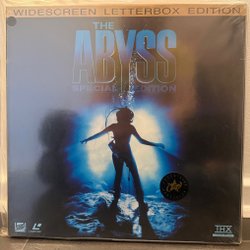 WIDESCREEN LETTERBOX EDITION
THE
ABYSS
SPECIAL EDITION
THX